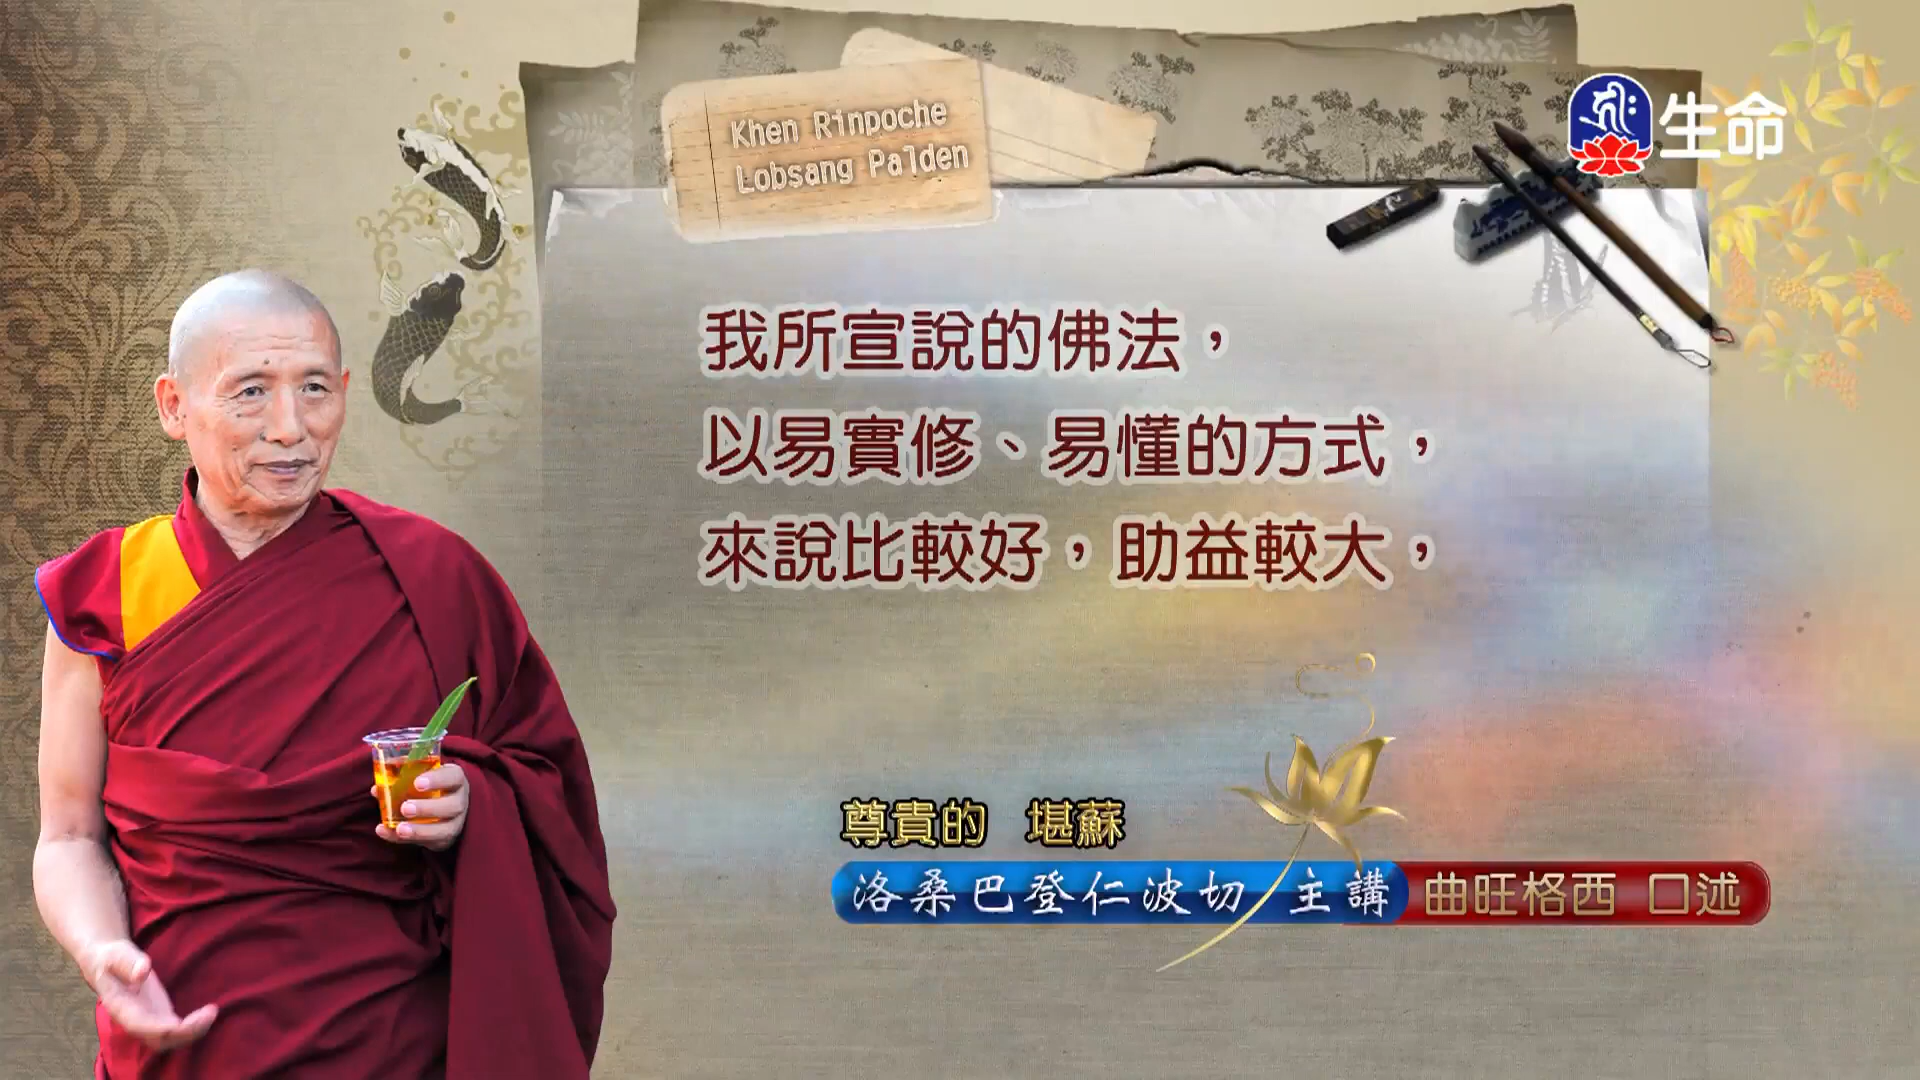 Khen Rinpoche
Lobsang Palden
生命
我所宣說的佛法，
以易實修、易懂的方式，
來說比較好，助益較大，
尊貴的 堪蘇
洛桑巴登仁波切 主講 曲旺格西 口述